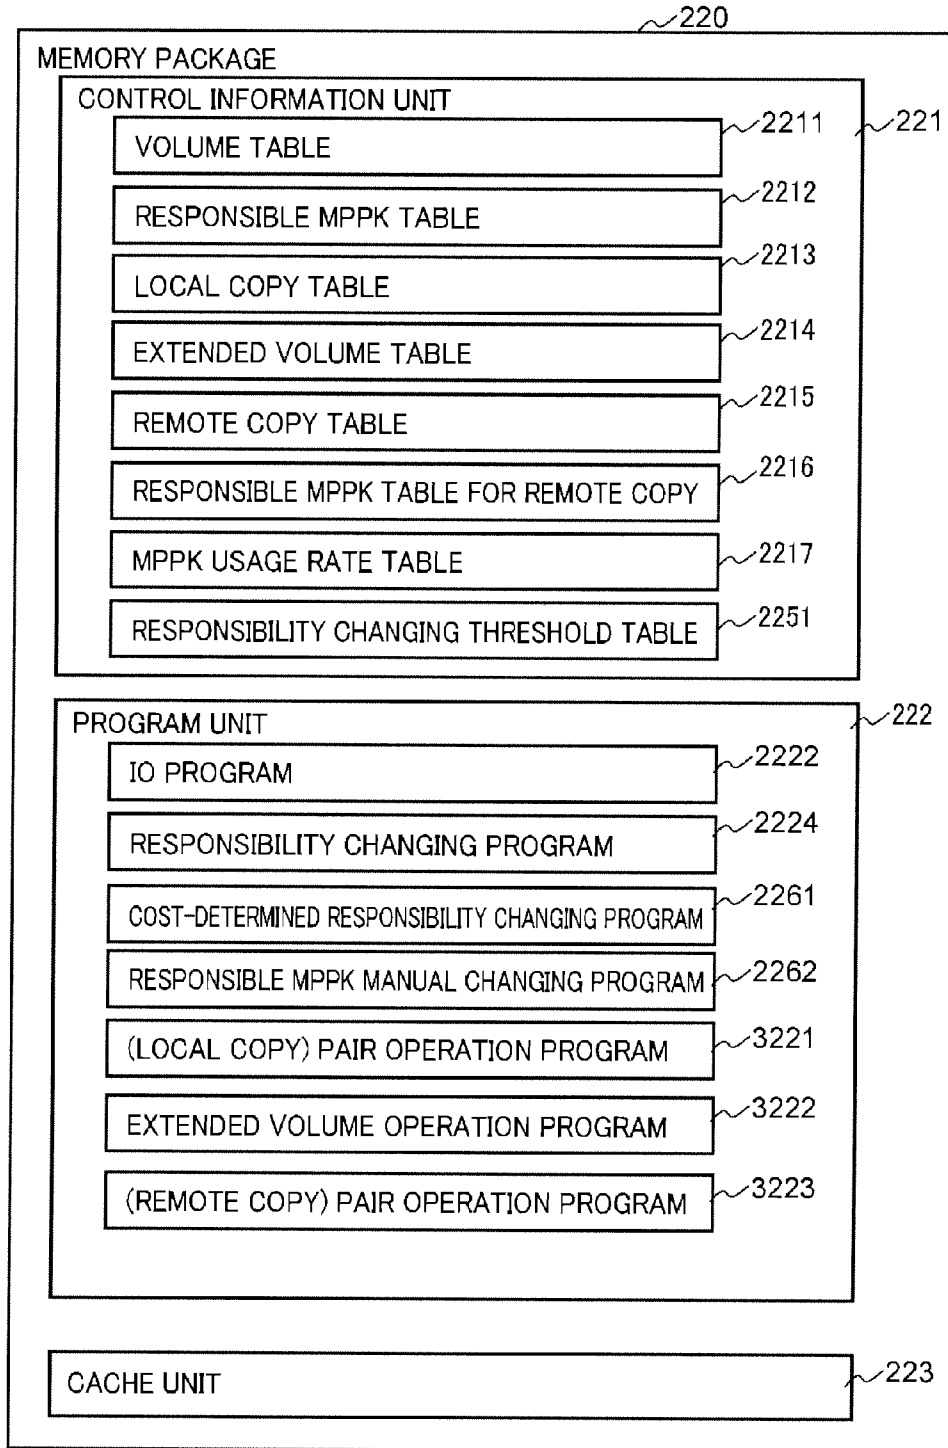 220
MEMORY PACKAGE
CONTROL INFORMATION UNIT
221
VOLUME TABLE
2211
RESPONSIBLE MPPK TABLE
2212
LOCAL COPY TABLE
2213
EXTENDED VOLUME TABLE
2214
REMOTE COPY TABLE
2215
RESPONSIBLE MPPK TABLE FOR REMOTE COPY
2216
MPPK USAGE RATE TABLE
2217
RESPONSIBILITY CHANGING THRESHOLD TABLE
2251
PROGRAM UNIT
222
IO PROGRAM
2222
RESPONSIBILITY CHANGING PROGRAM
2224
COST-DETERMINED RESPONSIBILITY CHANGING PROGRAM
2261
RESPONSIBLE MPPK MANUAL CHANGING PROGRAM
2262
(LOCAL COPY) PAIR OPERATION PROGRAM
3221
EXTENDED VOLUME OPERATION PROGRAM
3222
(REMOTE COPY) PAIR OPERATION PROGRAM
3223
CACHE UNIT
223